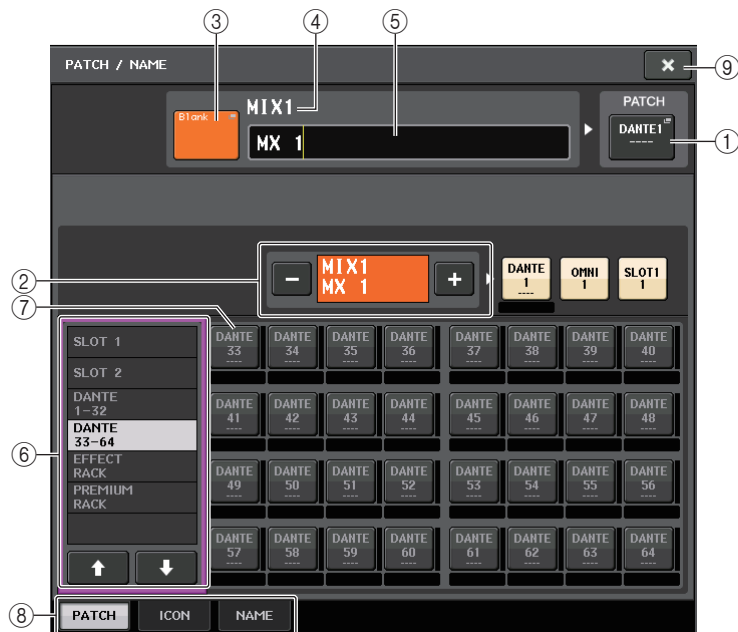 ③ ④ ⑤
PATCH / NAME × ⑨
Blank MIX1 PATCH
MX 1 DANTE1 ---- ①
② − MIX1 MX 1 + DANTE 1 ---- OMNI 1 SLOT1 1
⑦
SLOT 1
SLOT 2
DANTE 1-32
DANTE 33-64
EFFECT RACK
PREMIUM RACK
⑥
DANTE 33 ---- DANTE 34 ---- DANTE 35 ---- DANTE 36 ---- DANTE 37 ---- DANTE 38 ---- DANTE 39 ---- DANTE 40 ----
DANTE 41 ---- DANTE 42 ---- DANTE 43 ---- DANTE 44 ---- DANTE 45 ---- DANTE 46 ---- DANTE 47 ---- DANTE 48 ----
DANTE 49 ---- DANTE 50 ---- DANTE 51 ---- DANTE 52 ---- DANTE 53 ---- DANTE 54 ---- DANTE 55 ---- DANTE 56 ----
DANTE 57 ---- DANTE 58 ---- DANTE 59 ---- DANTE 60 ---- DANTE 61 ---- DANTE 62 ---- DANTE 63 ---- DANTE 64 ----
⑧ PATCH ICON NAME